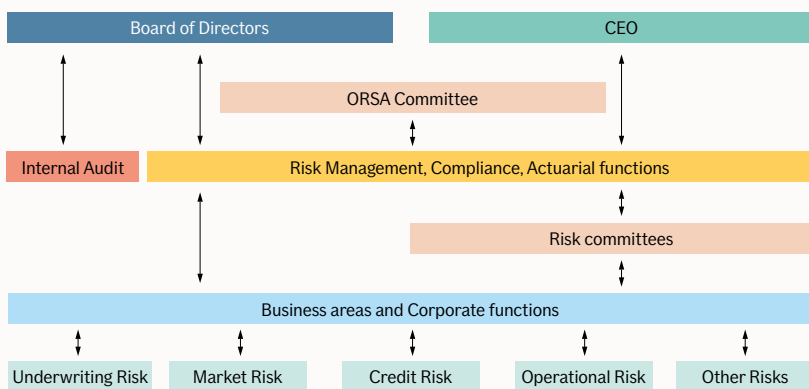 Board of Directors
CEO
ORSA Committee
Internal Audit
Risk Management, Compliance, Actuarial functions
Risk committees
Business areas and Corporate functions
Underwriting Risk
Market Risk
Credit Risk
Operational Risk
Other Risks